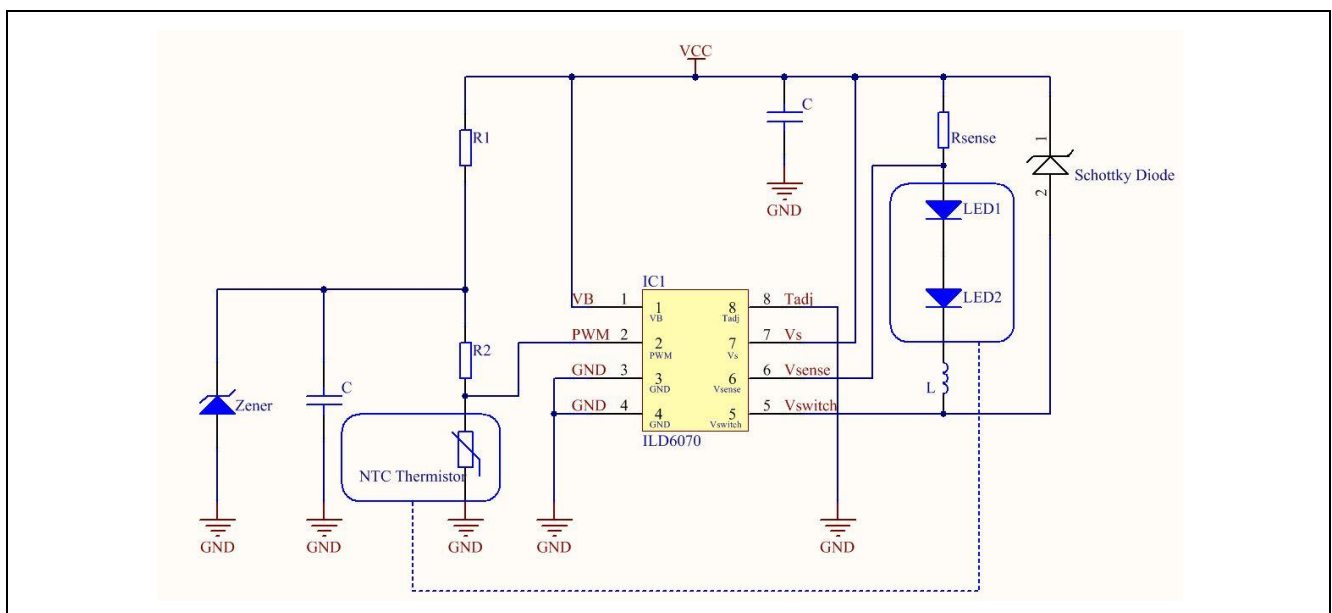 VCC
C
GND
R1
Rsense
1
2
Schottky Diode
LED1
LED2
L
IC1
VB 1
1
VB
8
Tadj
8 Tadj
PWM 2
2
PWM
7
Vs
7 Vs
GND 3
3
GND
6
Vsense
6 Vsense
GND 4
4
GND
5
Vswitch
5 Vswitch
ILD6070
R2
Zener
C
NTC Thermistor
GND
GND
GND
GND
GND